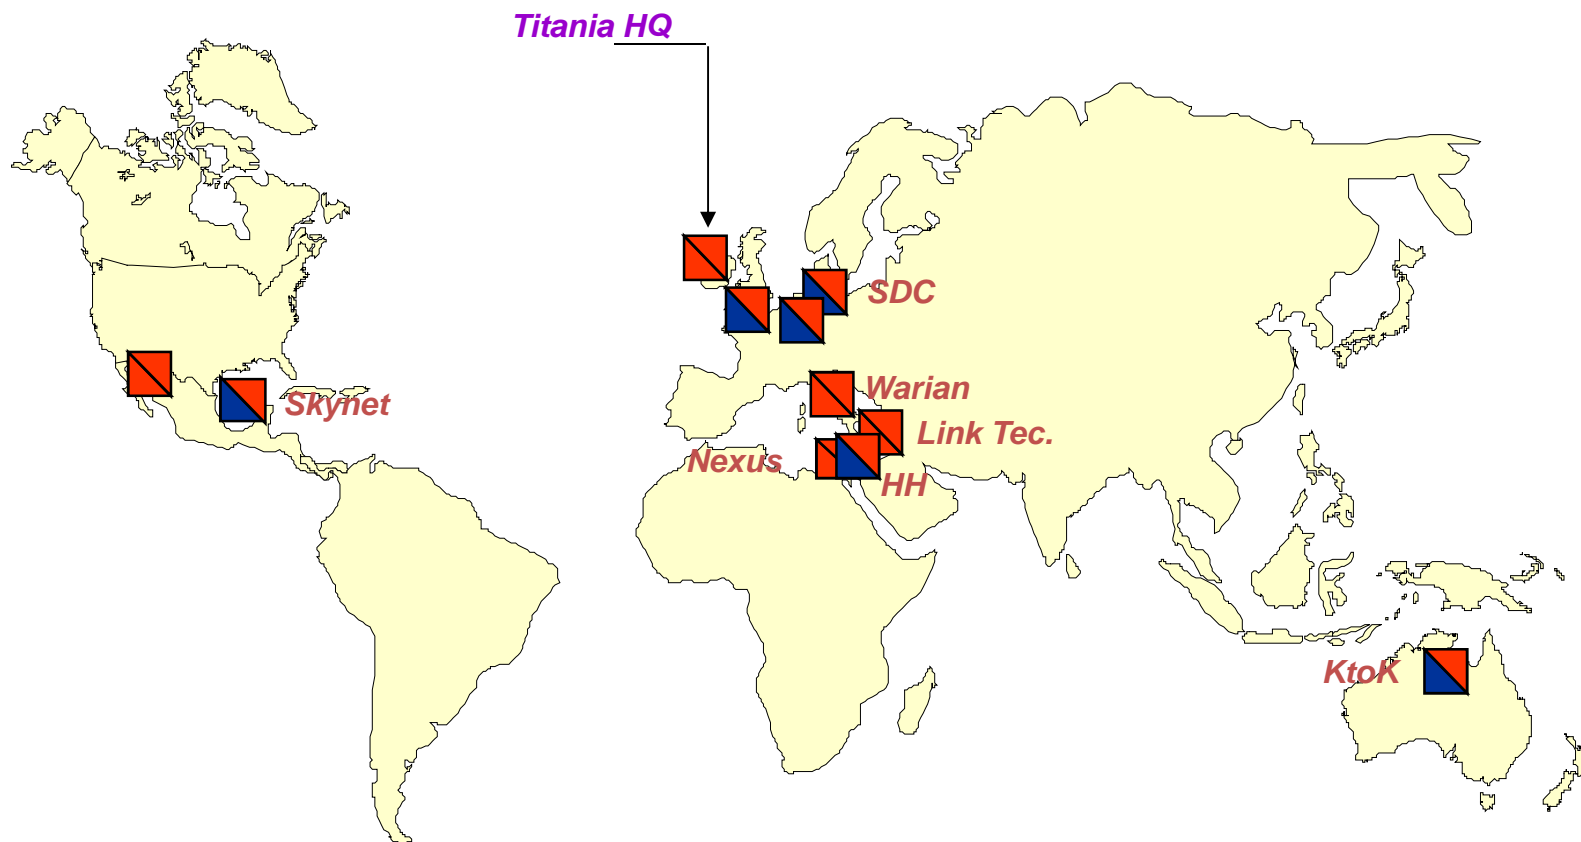 Titania HQ
SDC
Warian
Skynet
Link Tec.
Nexus
HH
KtoK